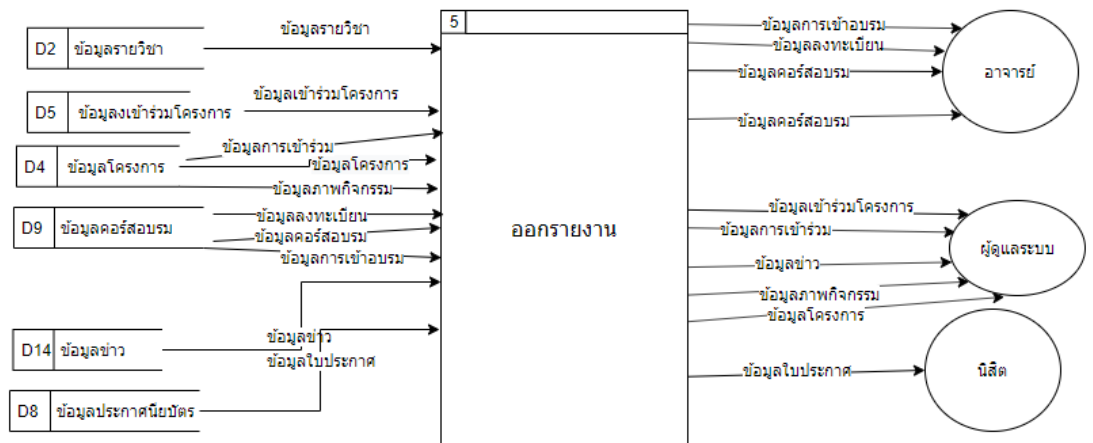 D2 ข้อมูลรายวิชา
ข้อมูลรายวิชา
D5 ข้อมูลงเข้าร่วมโครงการ
ข้อมูลเข้าร่วมโครงการ
D4 ข้อมูลโครงการ
ข้อมูลการเข้าร่วม
ข้อมูลโครงการ
ข้อมูลภาพกิจกรรม
D9 ข้อมูลคอร์สอบรม
ข้อมูลลงทะเบียน
ข้อมูลคอร์สอบรม
ข้อมูลการเข้าอบรม
D14 ข้อมูลข่าว
ข้อมูลข่าว
ข้อมูลใบประกาศ
D8 ข้อมูลประกาศนียบัตร
5
ออกรายงาน
ข้อมูลการเข้าอบรม
ข้อมูลลงทะเบียน
ข้อมูลคอร์สอบรม
ข้อมูลคอร์สอบรม
อาจารย์
ข้อมูลเข้าร่วมโครงการ
ข้อมูลการเข้าร่วม
ข้อมูลข่าว
ข้อมูลภาพกิจกรรม
ข้อมูลโครงการ
ผู้ดูแลระบบ
ข้อมูลใบประกาศ
นิสิต